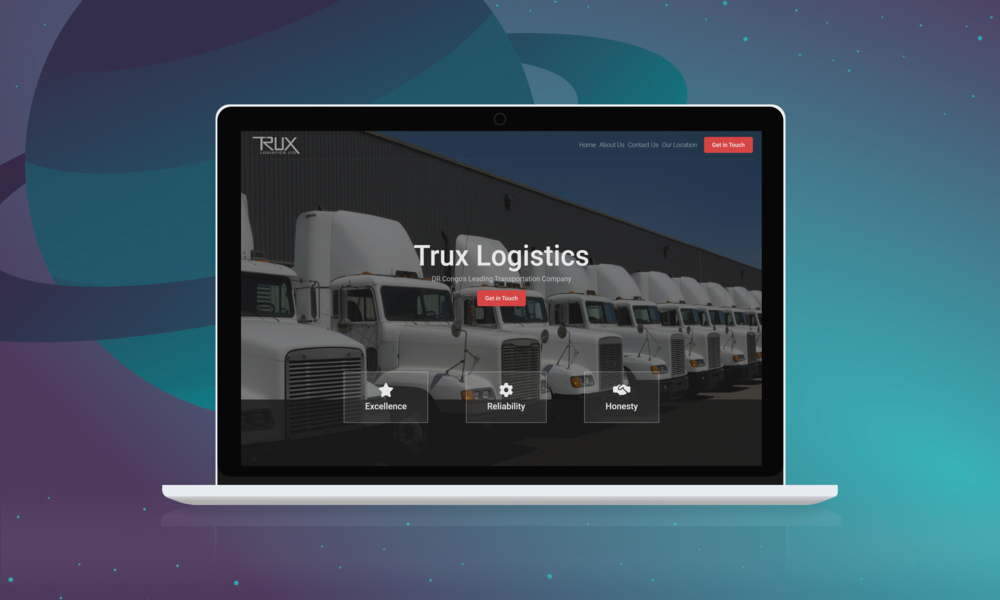 TRUX
LOGISTICS LTD
Home About Us Contact Us Our Location Get in Touch
Trux Logistics
DR Congo's Leading Transportation Company
Get in Touch
Excellence Reliability Honesty